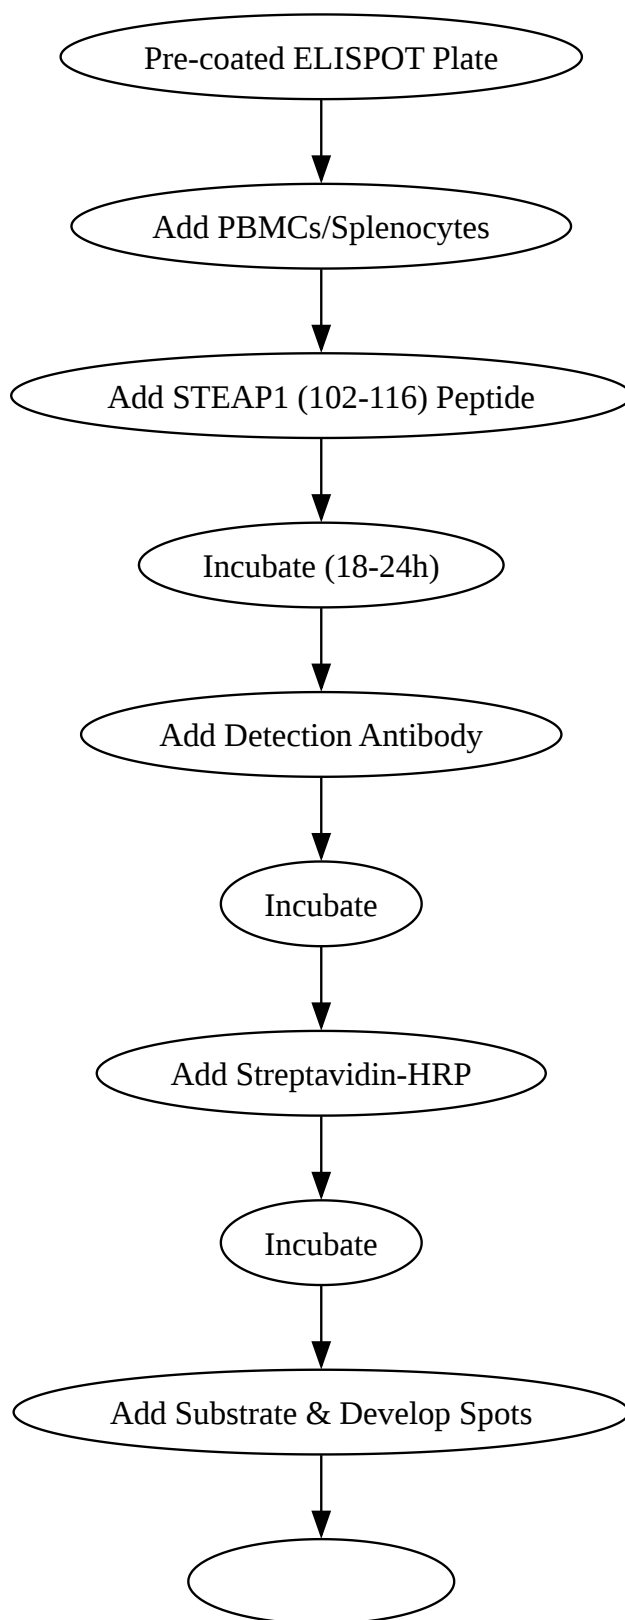 Pre-coated ELISPOT Plate
Add PBMCs/Splenocytes
Add STEAP1 (102-116) Peptide
Incubate (18-24h)
Add Detection Antibody
Incubate
Add Streptavidin-HRP
Incubate
Add Substrate & Develop Spots